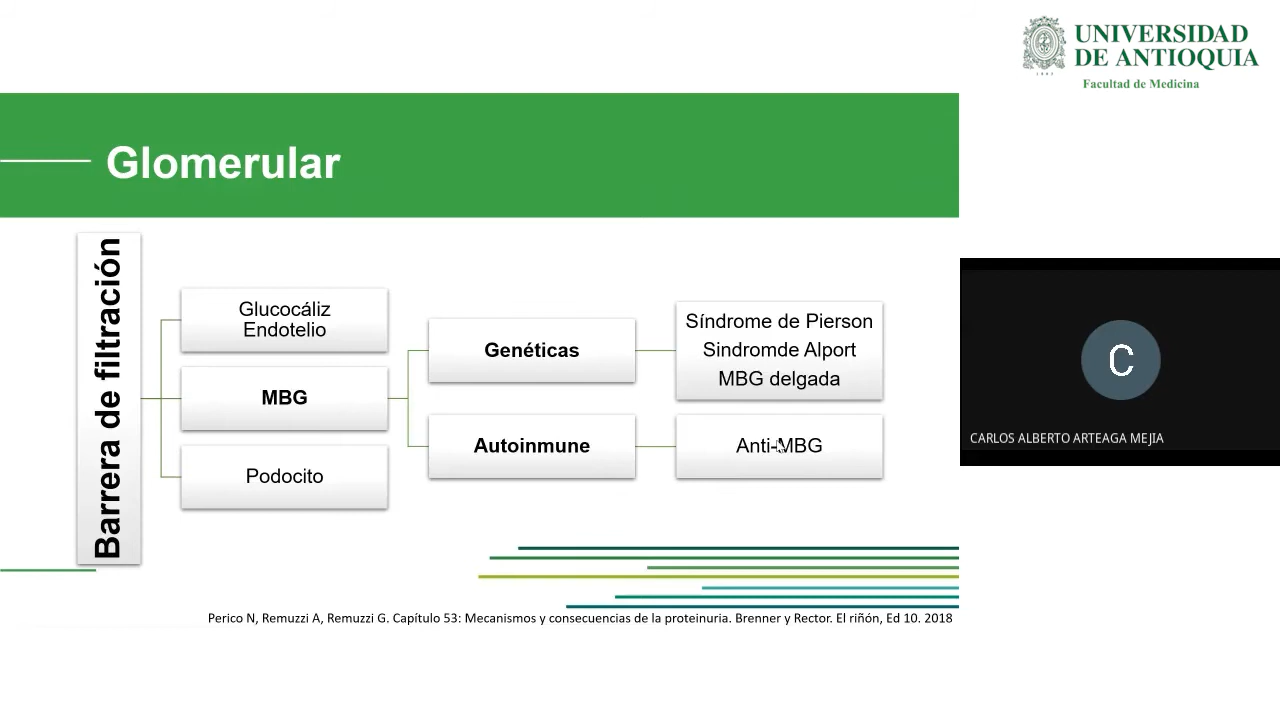 UNIVERSIDAD
DE ANTIOQUIA
1803
Facultad de Medicina
Glomerular
Barrera de filtración
Glucocáliz
Endotelio
MBG
Podocito
Genéticas
Autoinmune
Síndrome de Pierson
Sindromde Alport
MBG delgada
Anti-MBG
C
CARLOS ALBERTO ARTEAGA MEJIA
Perico N, Remuzzi A, Remuzzi G. Capítulo 53: Mecanismos y consecuencias de la proteinuria. Brenner y Rector. El riñón, Ed 10. 2018